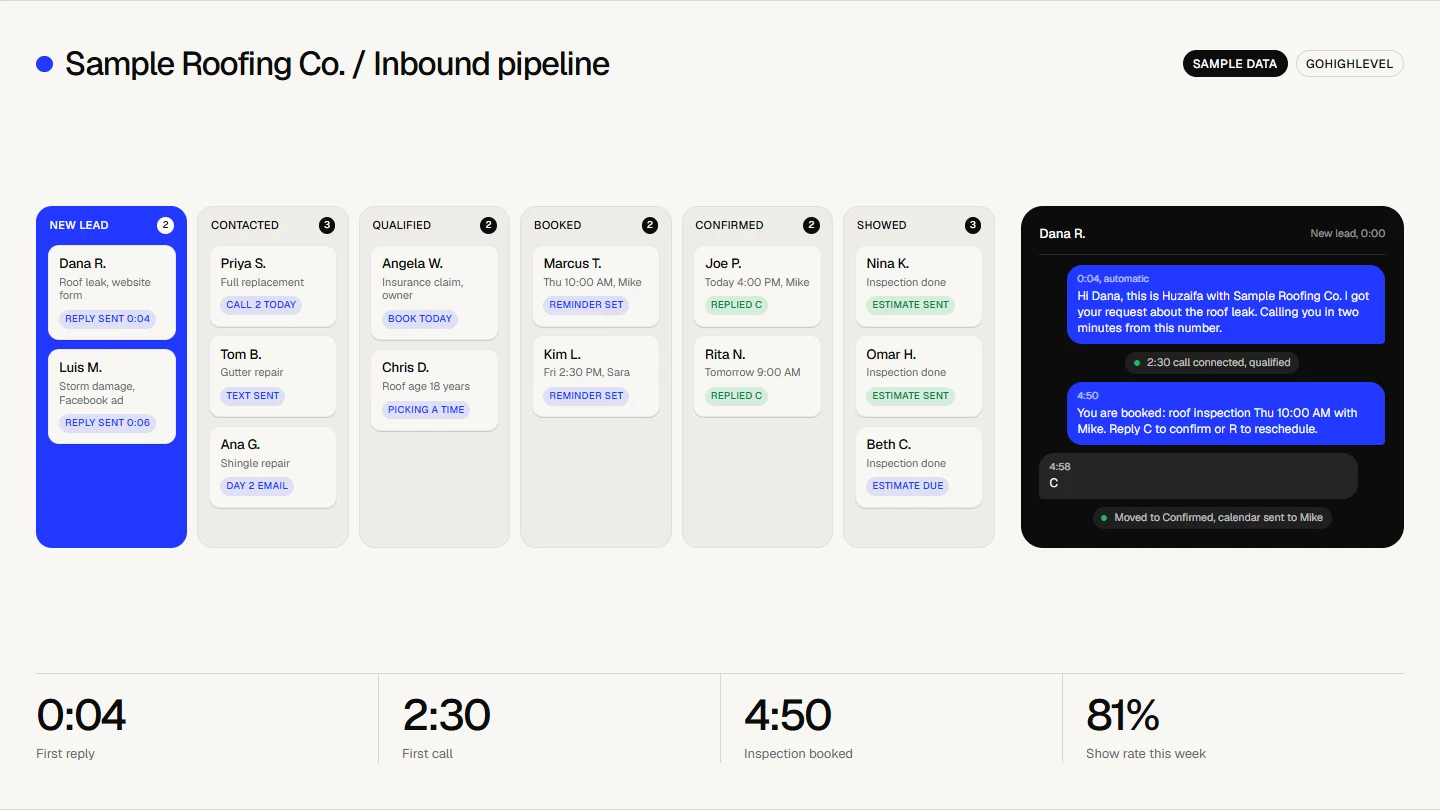 Sample Roofing Co. / Inbound pipeline
SAMPLE DATA
GOHIGHLEVEL
NEW LEAD
2
Dana R.
Roof leak, website
form
REPLY SENT 0:04
Luis M.
Storm damage,
Facebook ad
REPLY SENT 0:06
CONTACTED
3
Priya S.
Full replacement
CALL 2 TODAY
Tom B.
Gutter repair
TEXT SENT
Ana G.
Shingle repair
DAY 2 EMAIL
QUALIFIED
2
Angela W.
Insurance claim,
owner
BOOK TODAY
Chris D.
Roof age 18 years
PICKING A TIME
BOOKED
2
Marcus T.
Thu 10:00 AM, Mike
REMINDER SET
Kim L.
Fri 2:30 PM, Sara
REMINDER SET
CONFIRMED
2
Joe P.
Today 4:00 PM, Mike
REPLIED C
Rita N.
Tomorrow 9:00 AM
REPLIED C
SHOWED
3
Nina K.
Inspection done
ESTIMATE SENT
Omar H.
Inspection done
ESTIMATE SENT
Beth C.
Inspection done
ESTIMATE DUE
Dana R.
New lead, 0:00
0:04, automatic
Hi Dana, this is Huzaifa with Sample Roofing Co. I got
your request about the roof leak. Calling you in two
minutes from this number.
2:30 call connected, qualified
4:50
You are booked: roof inspection Thu 10:00 AM with
Mike. Reply C to confirm or R to reschedule.
4:58
C
Moved to Confirmed, calendar sent to Mike
0:04
First reply
2:30
First call
4:50
Inspection booked
81%
Show rate this week